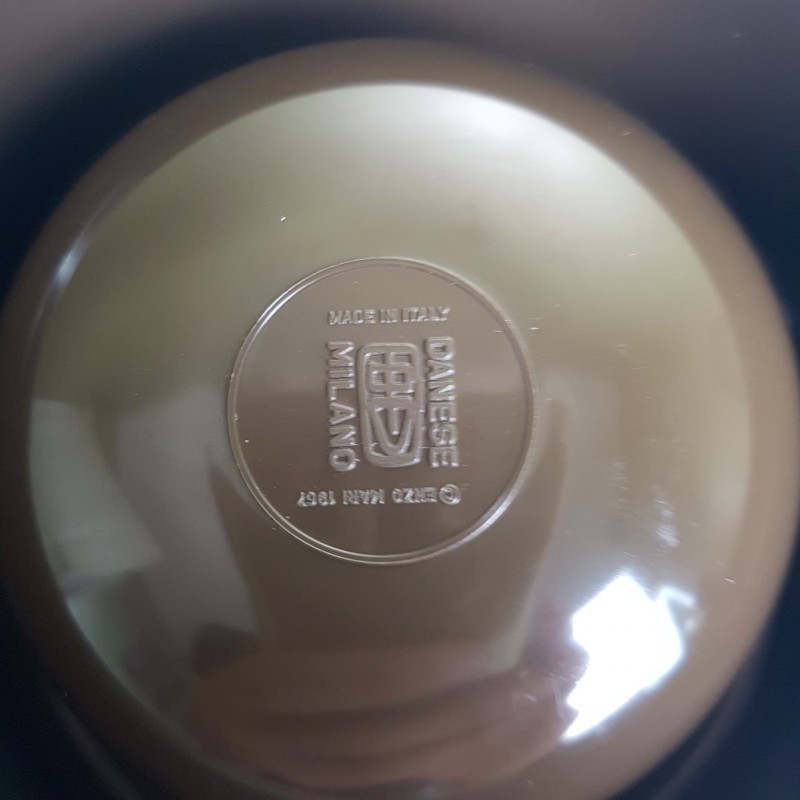 MADE IN ITALY
DANESE
MILANO
© ENZO MARI 1967